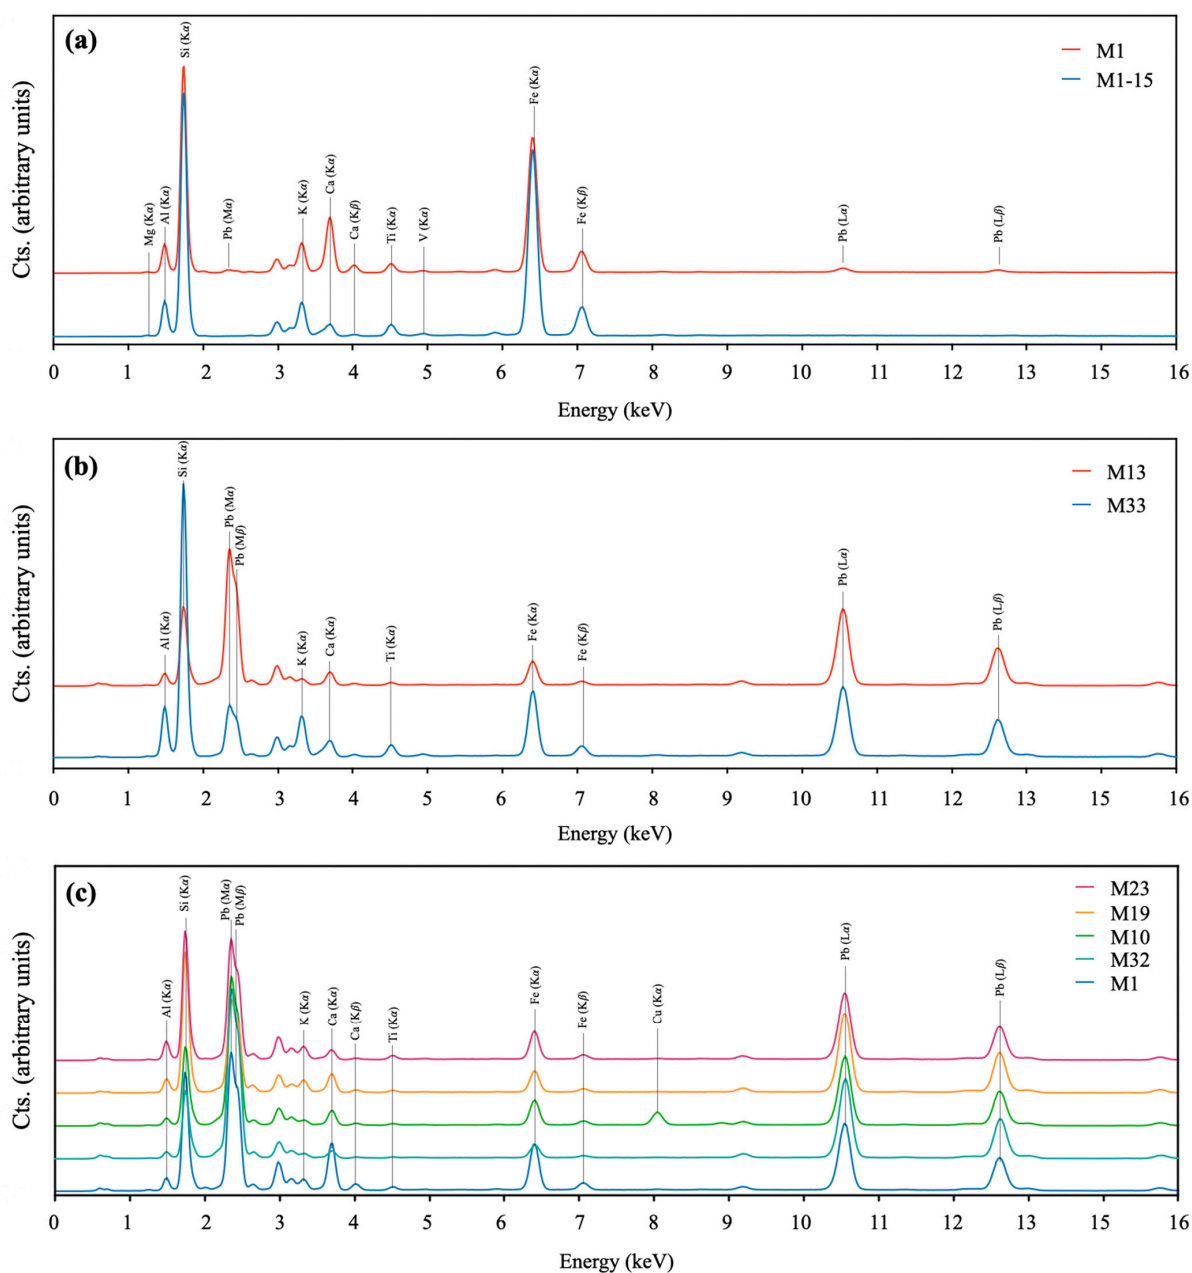 (a)
M1
M1-15
Cts. (arbitrary units)
Mg (Kα)
Al (Kα)
Si (Kα)
Pb (Mα)
K (Kα)
Ca (Kα)
Ca (Kβ)
Ti (Kα)
V (Kα)
Fe (Kα)
Fe (Kβ)
Pb (Lα)
Pb (Lβ)
0 1 2 3 4 5 6 7 8 9 10 11 12 13 14 15 16
Energy (keV)
(b)
M13
M33
Cts. (arbitrary units)
Al (Kα)
Si (Kα)
Pb (Mα)
Pb (Mβ)
K (Kα)
Ca (Kα)
Ti (Kα)
Fe (Kα)
Fe (Kβ)
Pb (Lα)
Pb (Lβ)
0 1 2 3 4 5 6 7 8 9 10 11 12 13 14 15 16
Energy (keV)
(c)
M23
M19
M10
M32
M1
Cts. (arbitrary units)
Al (Kα)
Si (Kα)
Pb (Mα)
Pb (Mβ)
K (Kα)
Ca (Kα)
Ca (Kβ)
Ti (Kα)
Fe (Kα)
Fe (Kβ)
Cu (Kα)
Pb (Lα)
Pb (Lβ)
0 1 2 3 4 5 6 7 8 9 10 11 12 13 14 15 16
Energy (keV)